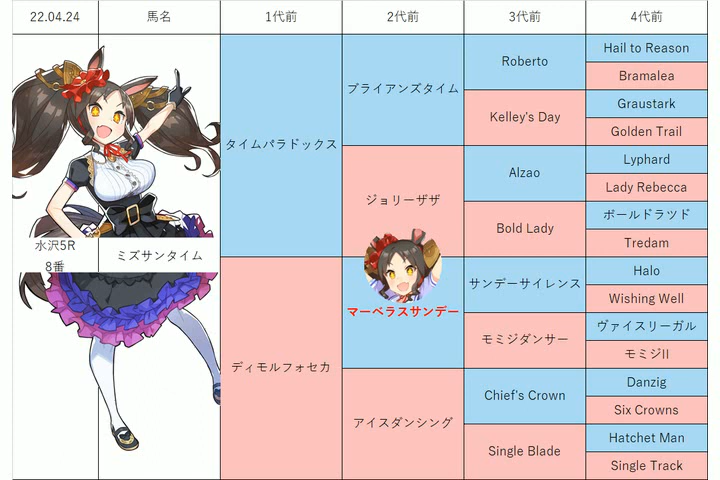 22.04.24 馬名 1代前 2代前 3代前 4代前
水沢5R
8番
ミズサンタイム
タイムパラドックス
ディモルフォセカ
ブライアンズタイム
ジョリーザザ
マーベラスサンデー
アイスダンシング
Roberto
Kelley's Day
Alzao
Bold Lady
サンデーサイレンス
モミジダンサー
Chief's Crown
Single Blade
Hail to Reason
Bramalea
Graustark
Golden Trail
Lyphard
Lady Rebecca
ボールドラツド
Tredam
Halo
Wishing Well
ヴァイスリーガル
モミジII
Danzig
Six Crowns
Hatchet Man
Single Track